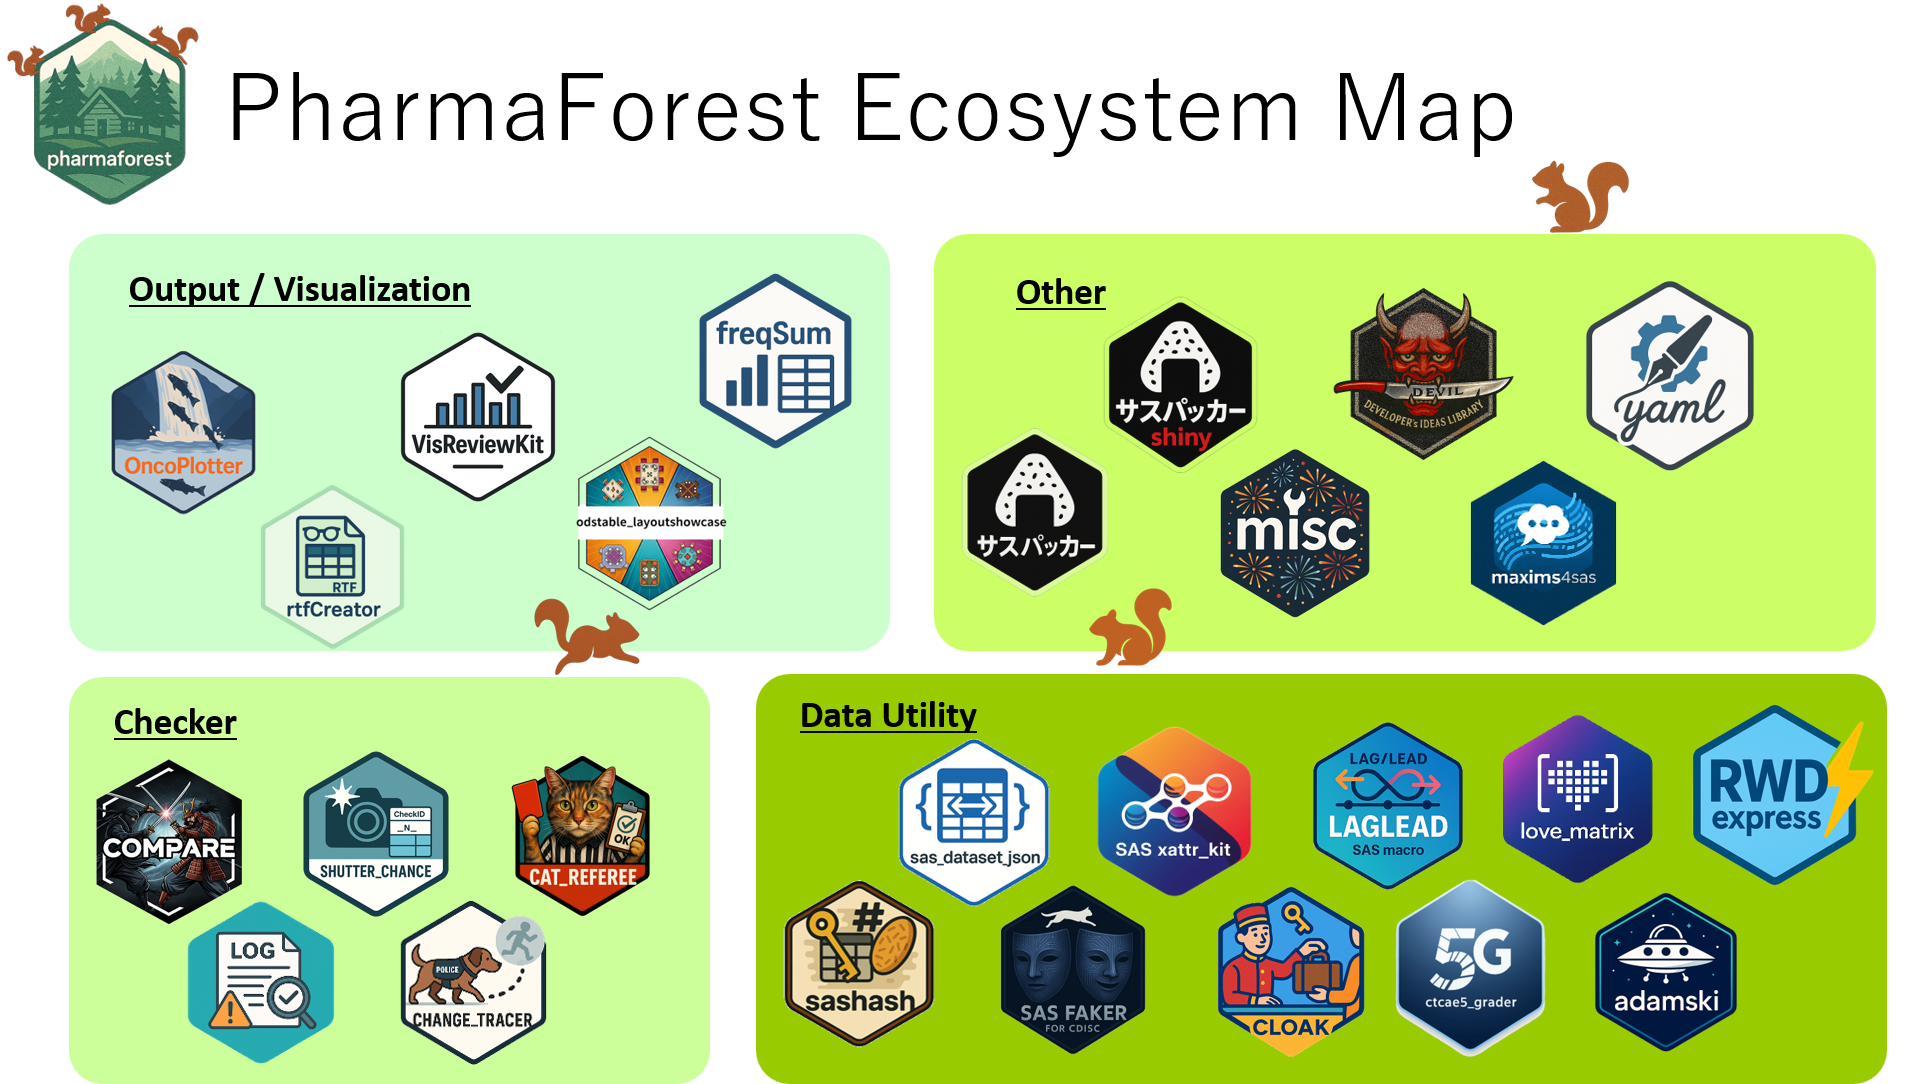 pharmaforest
PharmaForest Ecosystem Map
Output / Visualization
OncoPlotter
RTF
rtfCreator
VisReviewKit
odstable_layoutshowcase
freqSum
Other
サスパッカー
サスパッカー
shiny
misc
DEVIL
DEVELOPER's IDEAS LIBRARY
maxims4sas
yaml
Checker
COMPARE
CheckID
_N_
SHUTTER_CHANCE
OK
CAT_REFEREE
LOG
POLICE
CHANGE_TRACER
Data Utility
sas_dataset_json
SAS xattr_kit
LAG/LEAD
LAGLEAD
SAS macro
love_matrix
RWD
express
#
sashash
SAS FAKER
FOR CDISC
CLOAK
5G
ctcae5_grader
adamski